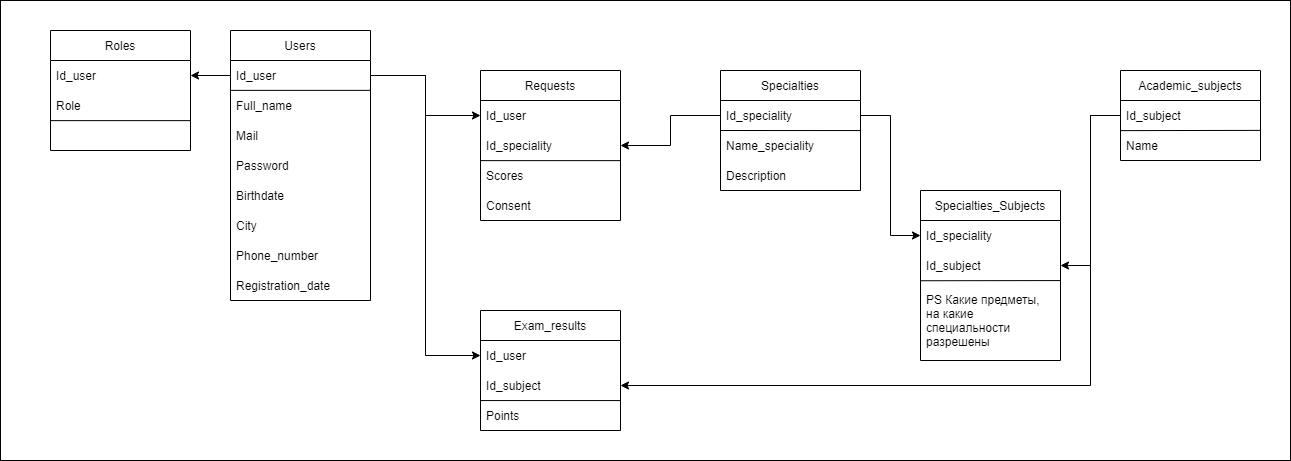 Roles
Id_user
Role
Users
Id_user
Full_name
Mail
Password
Birthdate
City
Phone_number
Registration_date
Requests
Id_user
Id_speciality
Scores
Consent
Specialties
Id_speciality
Name_speciality
Description
Academic_subjects
Id_subject
Name
Specialties_Subjects
Id_speciality
Id_subject
PS Какие предметы,
на какие
специальности
разрешены
Exam_results
Id_user
Id_subject
Points